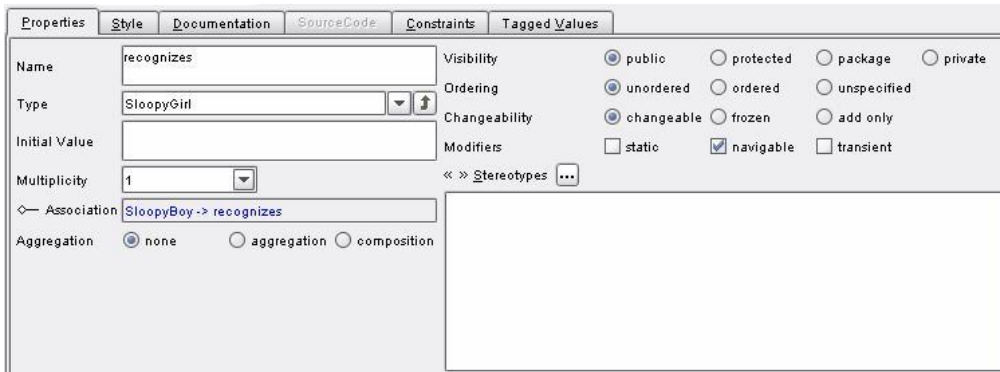 Properties Style Documentation SourceCode Constraints Tagged Values
Name recognizes
Type SloopyGirl
Initial Value
Multiplicity 1
Association SloopyBoy -> recognizes
Aggregation none aggregation composition
Visibility public protected package private
Ordering unordered ordered unspecified
Changeability changeable frozen add only
Modifiers static navigable transient
« » Stereotypes ...